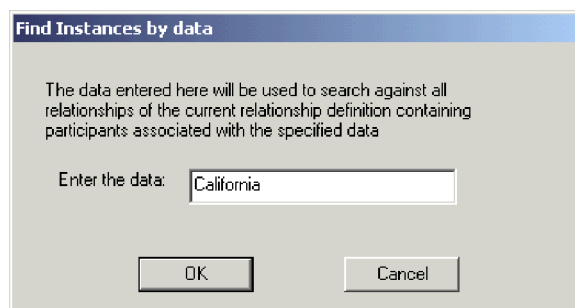 Find Instances by data
The data entered here will be used to search against all
relationships of the current relationship definition containing
participants associated with the specified data
Enter the data: California
OK Cancel